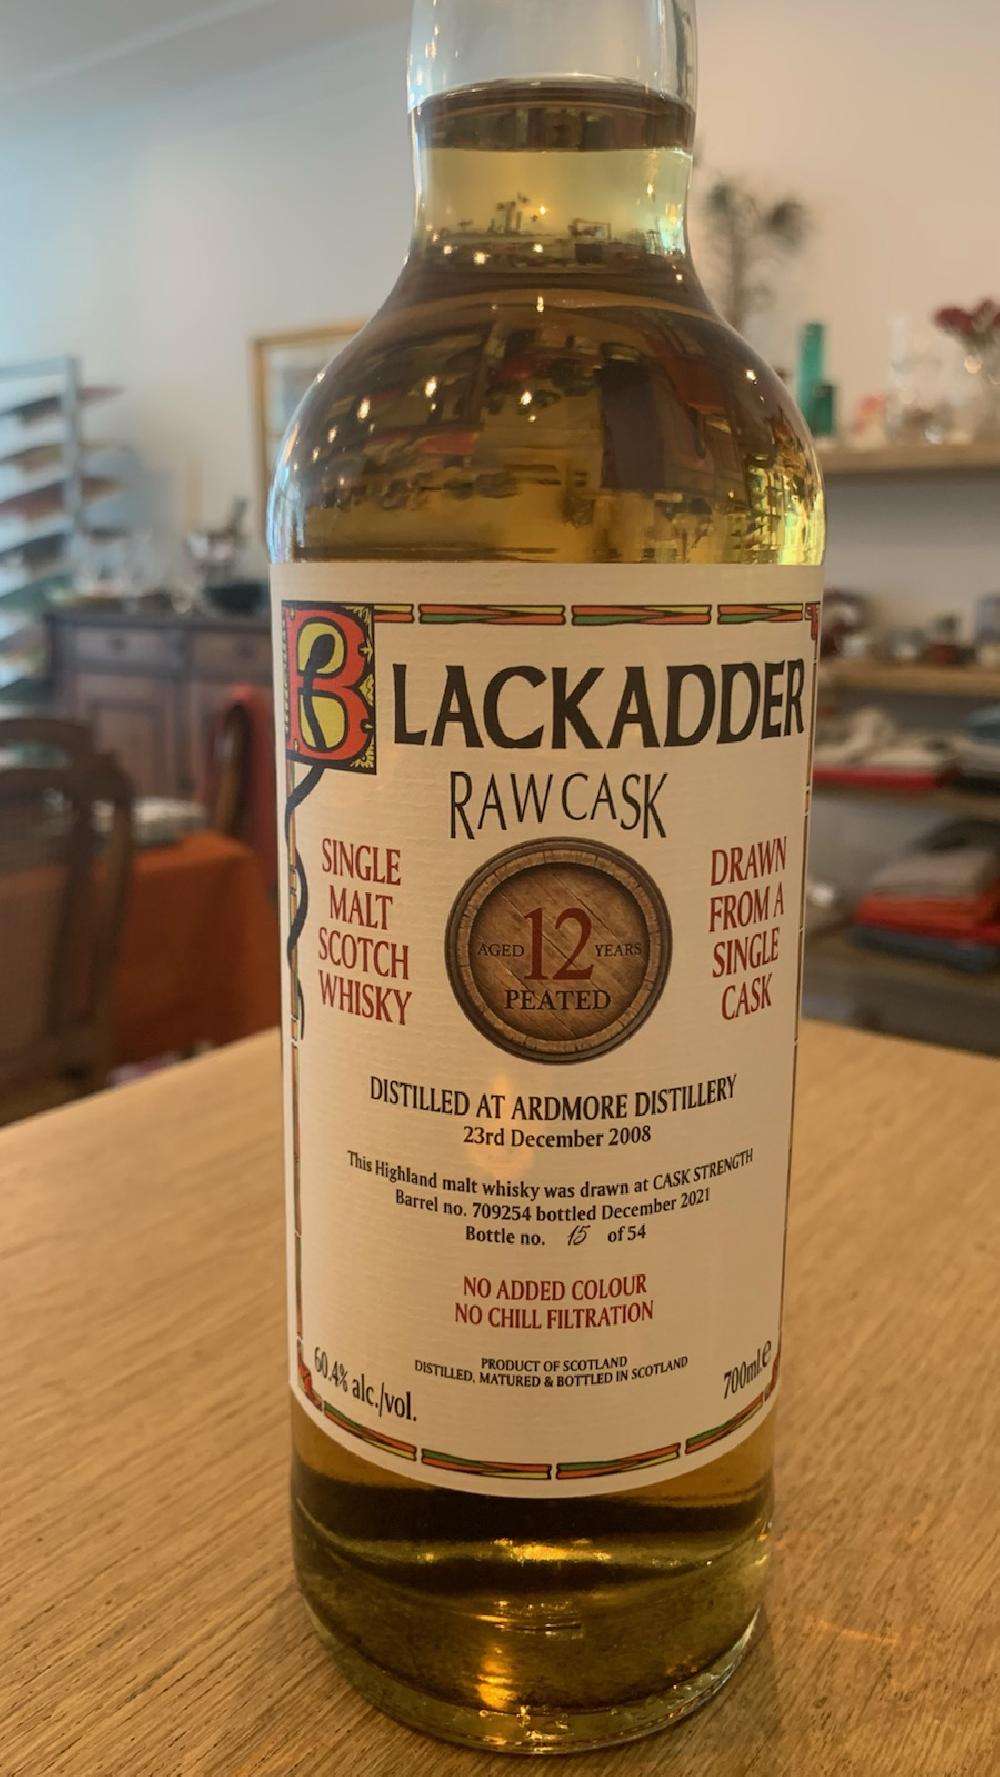 BLACKADDER
RAW CASK
SINGLE
MALT
SCOTCH
WHISKY
AGED 12 YEARS
PEATED
DRAWN
FROM A
SINGLE
CASK
DISTILLED AT ARDMORE DISTILLERY
23rd December 2008
This Highland malt whisky was drawn at CASK STRENGTH
Barrel no. 709254 bottled December 2021
Bottle no. 15 of 54
NO ADDED COLOUR
NO CHILL FILTRATION
PRODUCT OF SCOTLAND
DISTILLED, MATURED & BOTTLED IN SCOTLAND
60.4% alc./vol.
700ml.e